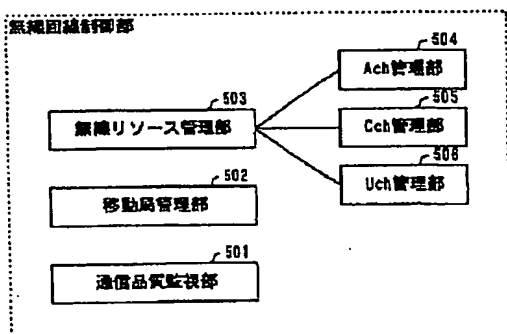 無線回線制御部
504
Ach管理部
503
505
無線リソース管理部
Cch管理部
506
Uch管理部
502
移動局管理部
501
通信品質監視部